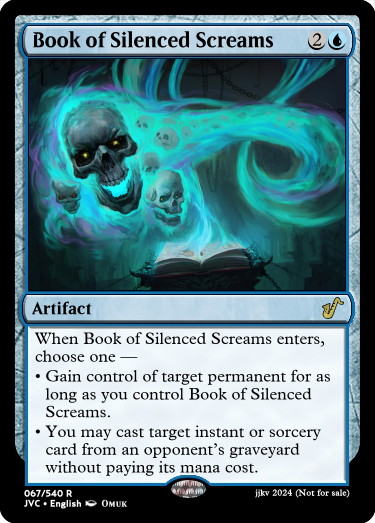 Book of Silenced Screams 2
Artifact
When Book of Silenced Screams enters,
choose one —
• Gain control of target permanent for as
long as you control Book of Silenced
Screams.
• You may cast target instant or sorcery
card from an opponent's graveyard
without paying its mana cost.
067/540 R
JVC • English Omuk
jjkv 2024 (Not for sale)